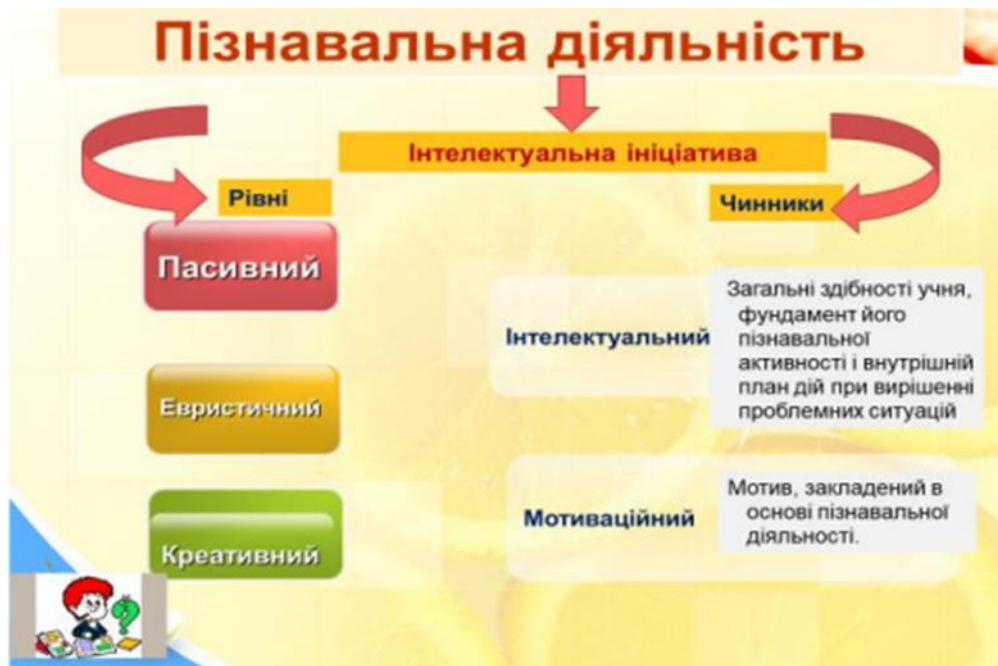 Пізнавальна діяльність
Інтелектуальна ініціатива
Рівні
Пасивний
Евристичний
Креативний
Чинники
Інтелектуальний
Загальні здібності учня,
фундамент його
пізнавальної
активності і внутрішній
план дій при вирішенні
проблемних ситуацій
Мотиваційний
Мотив, закладений в
основі пізнавальної
діяльності.